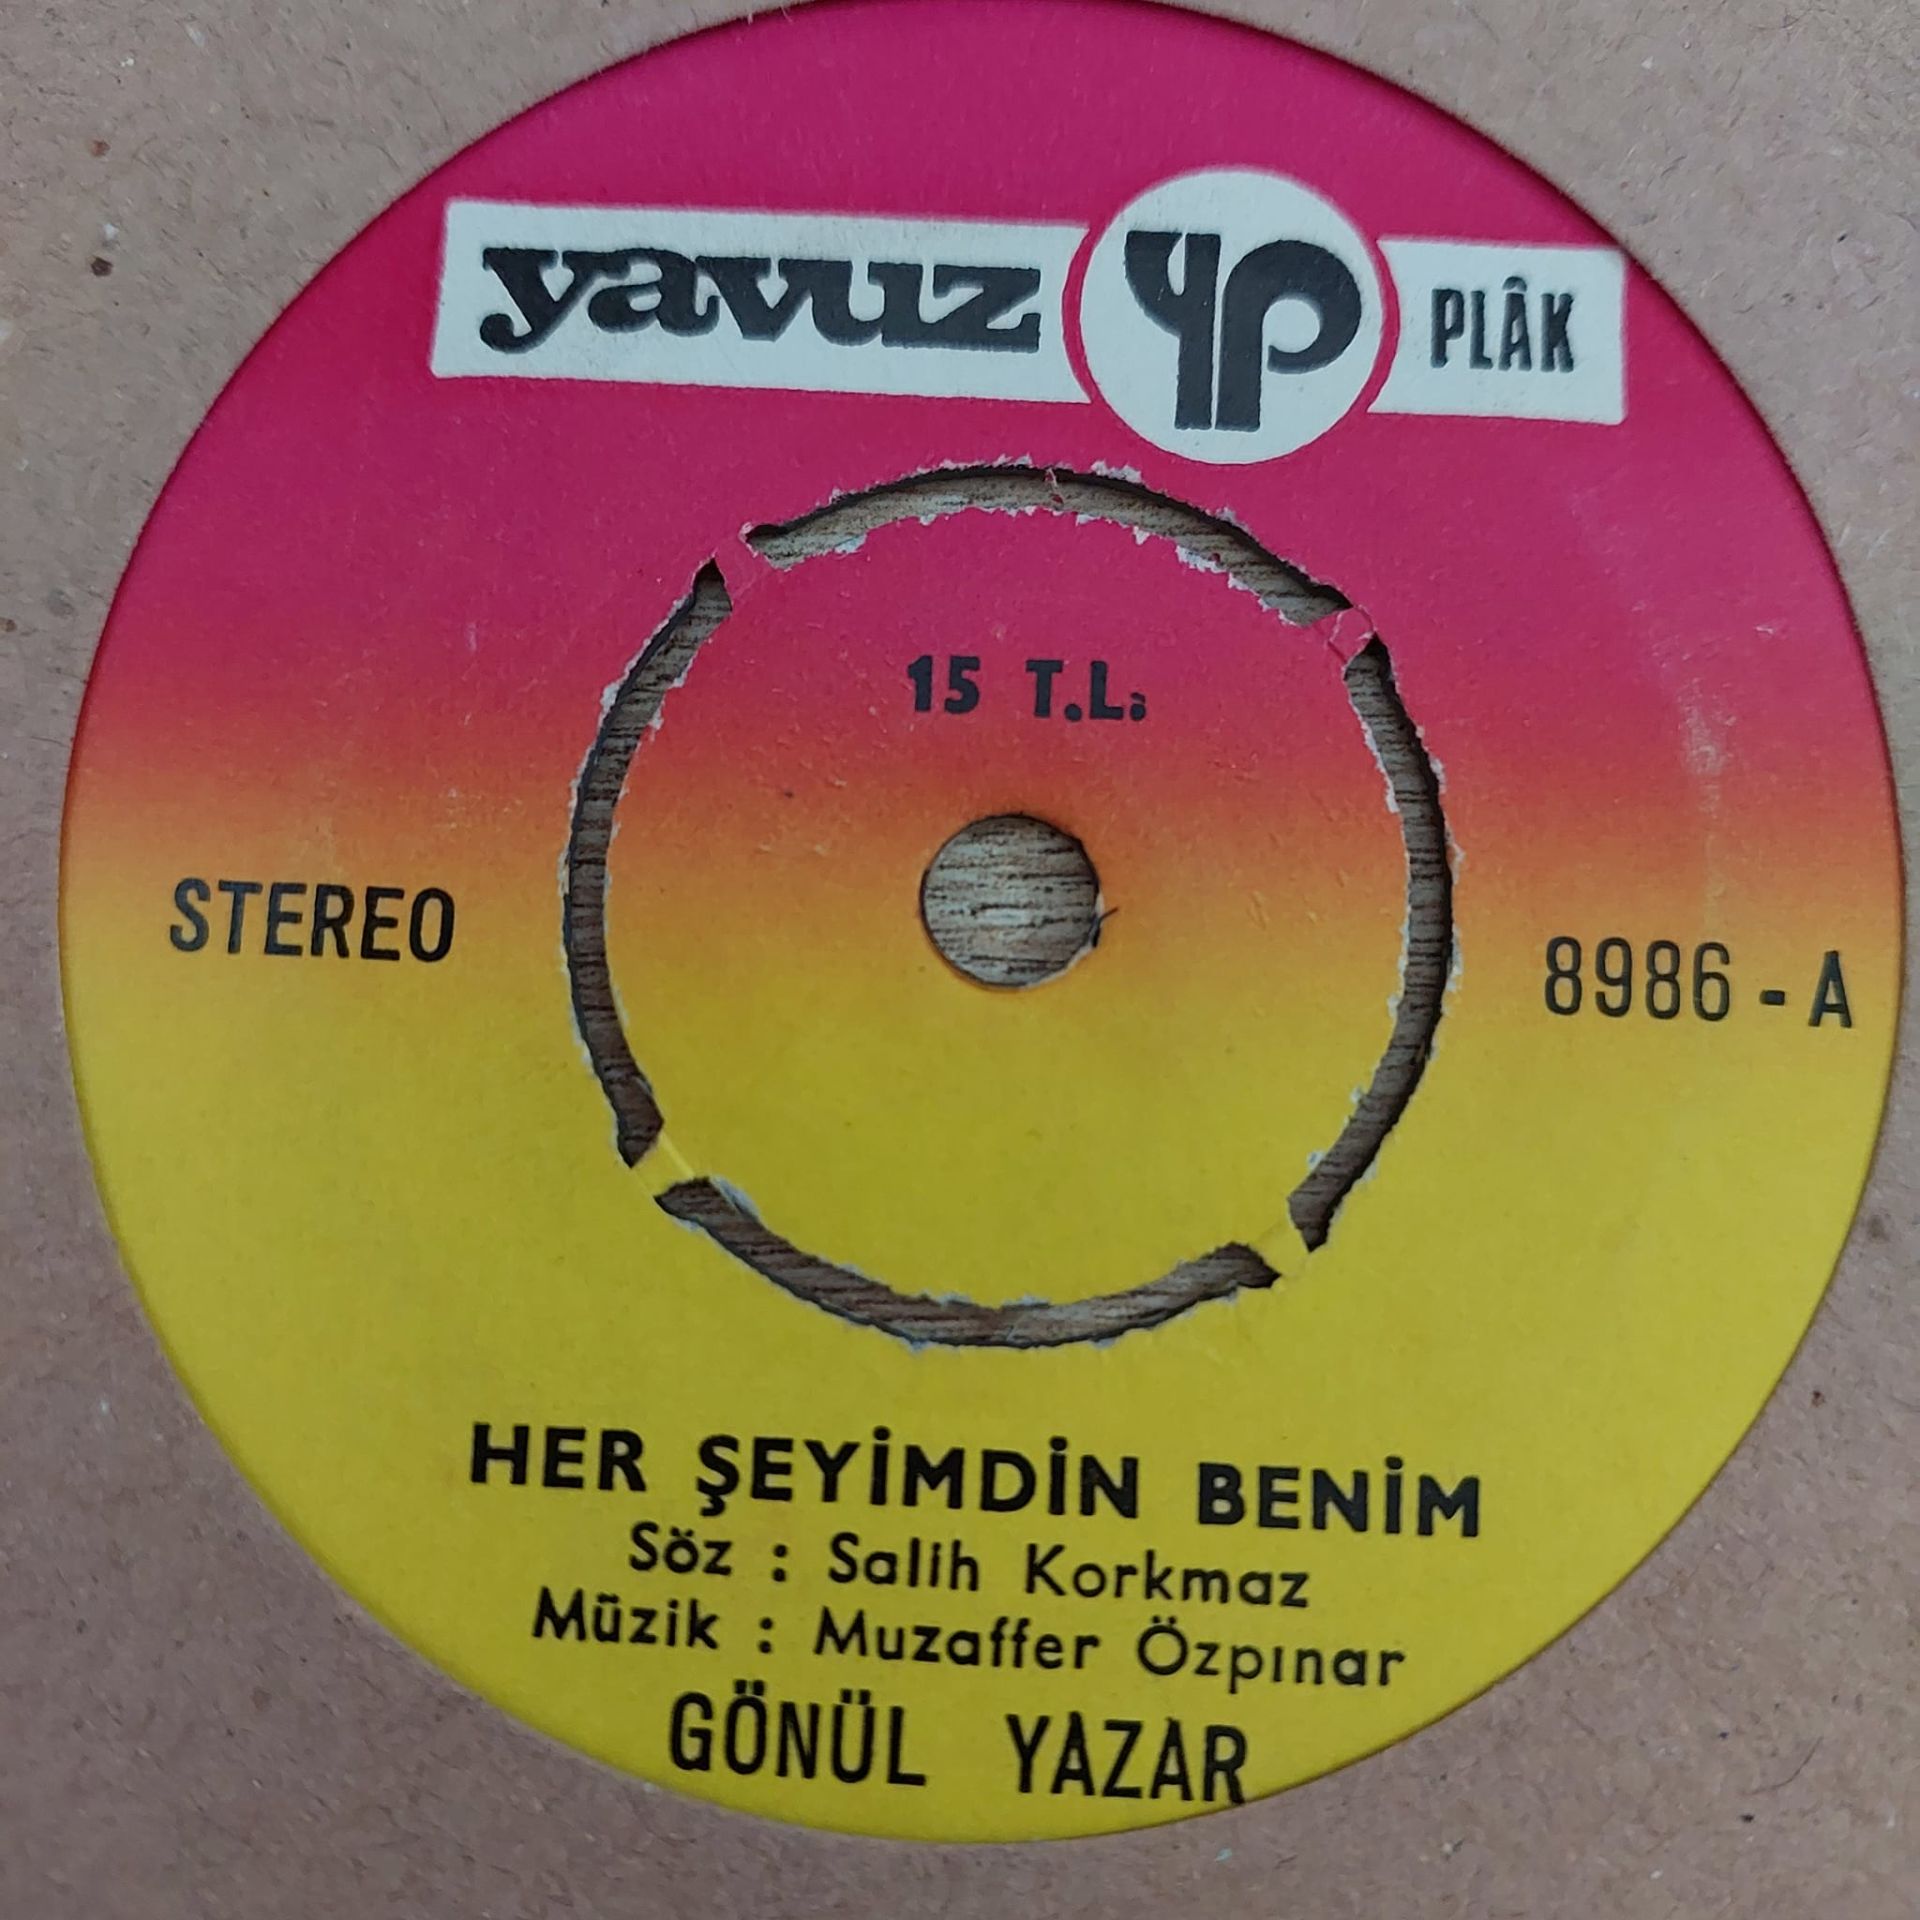 yavuz yp PLÂK
15 T.L.
STEREO
8986 - A
HER ŞEYİMDİN BENİM
Söz : Salih Korkmaz
Müzik : Muzaffer Özpınar
GÖNÜL YAZAR